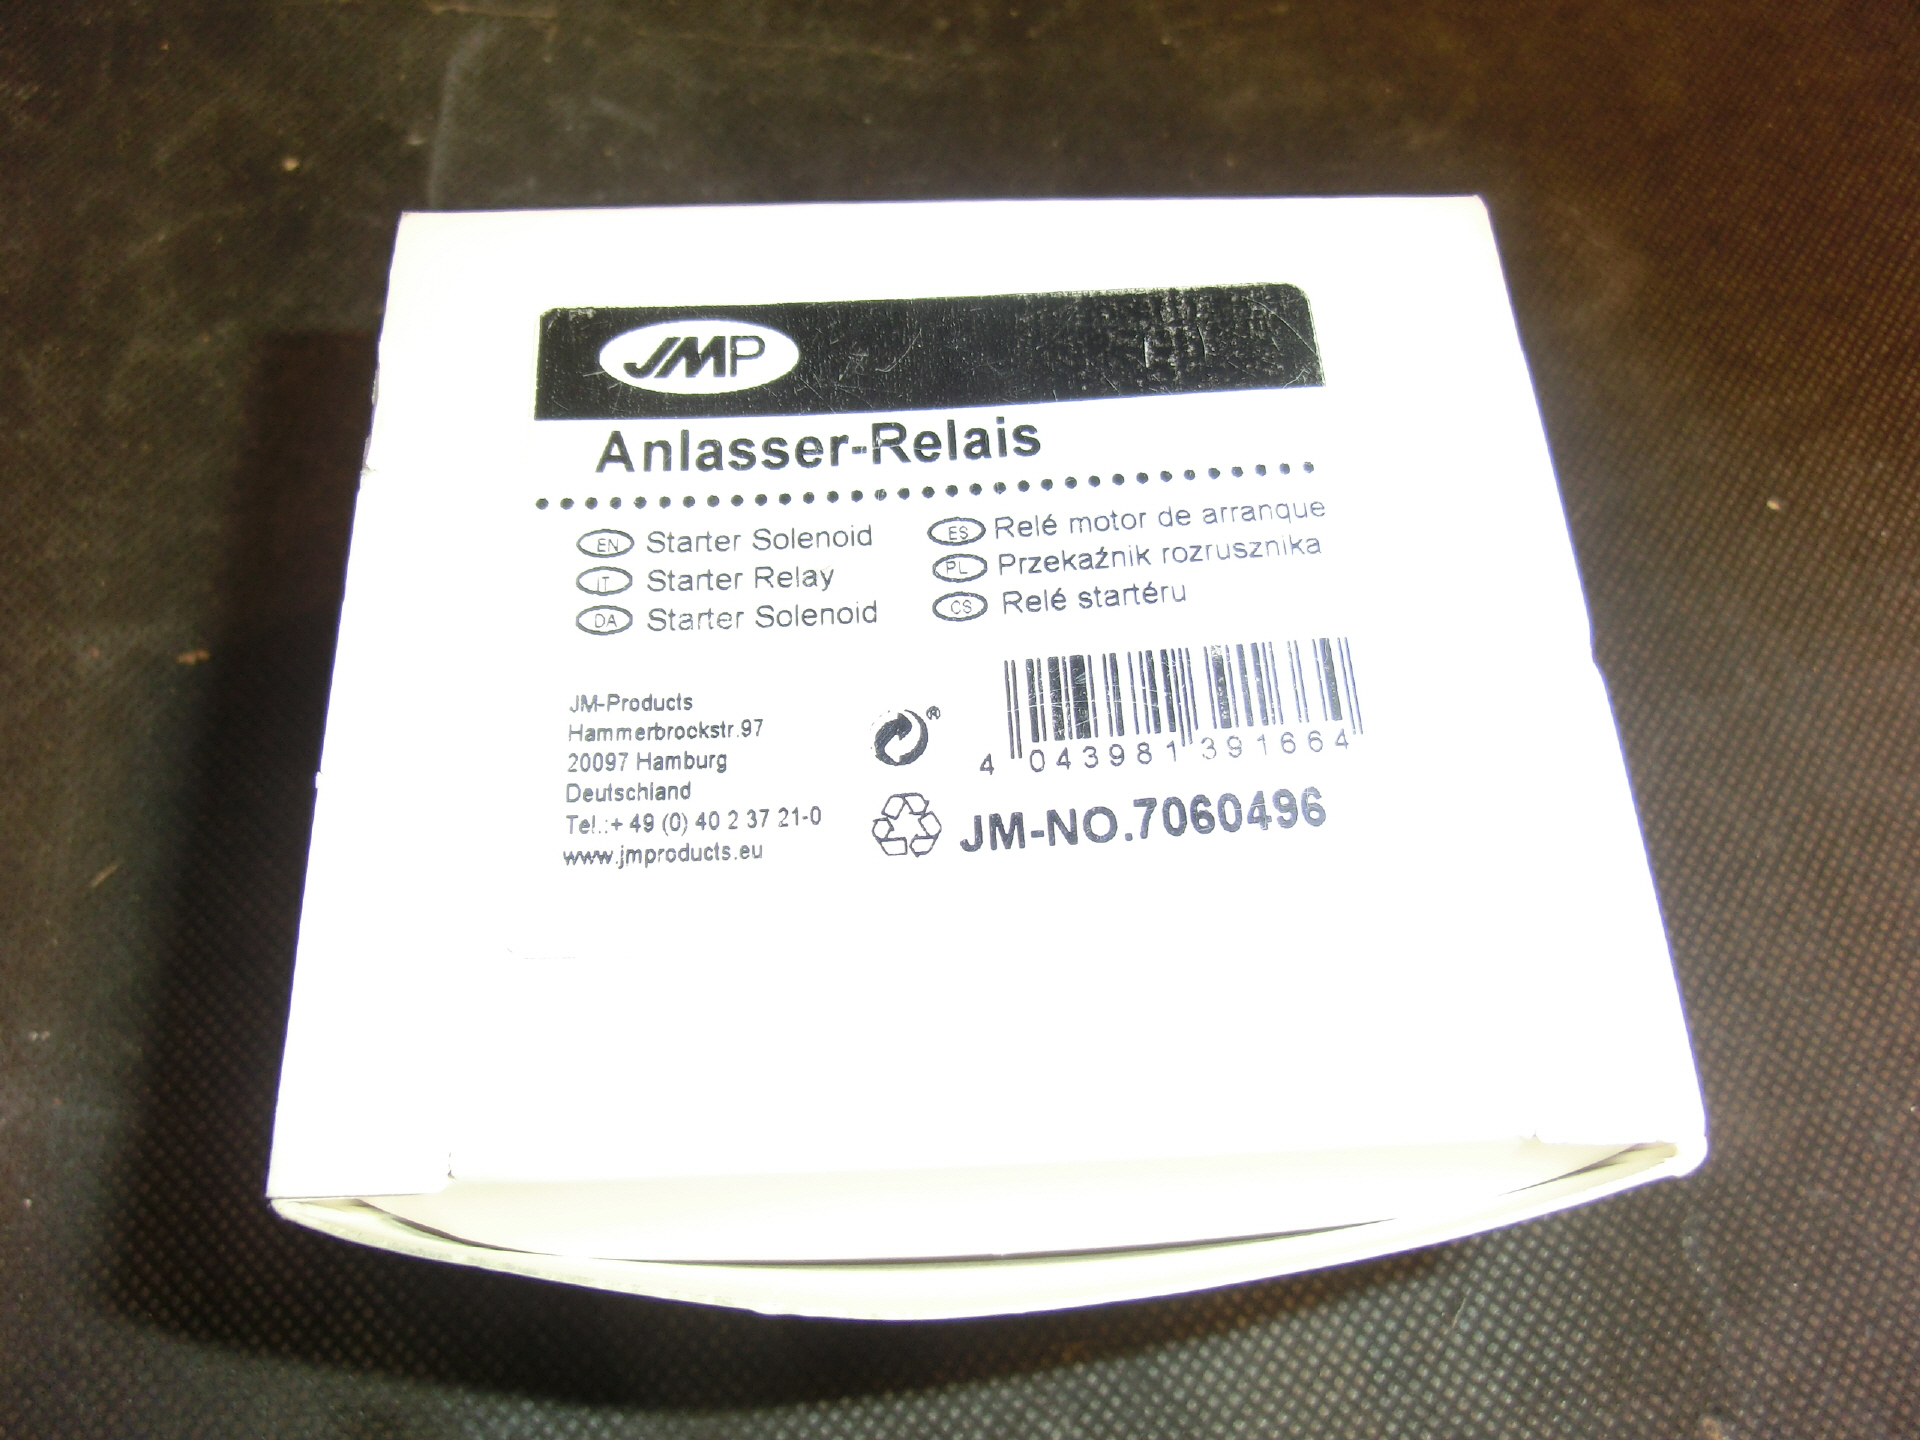 JMP
Anlasser-Relais
EN Starter Solenoid
IT Starter Relay
DA Starter Solenoid
ES Relé motor de arranque
PL Przekaźnik rozrusznika
CS Relé startéru
JM-Products
Hammerbrockstr.97
20097 Hamburg
Deutschland
Tel.:+ 49 (0) 40 2 37 21-0
www.jmproducts.eu
®
4 043981 391664
JM-NO.7060496